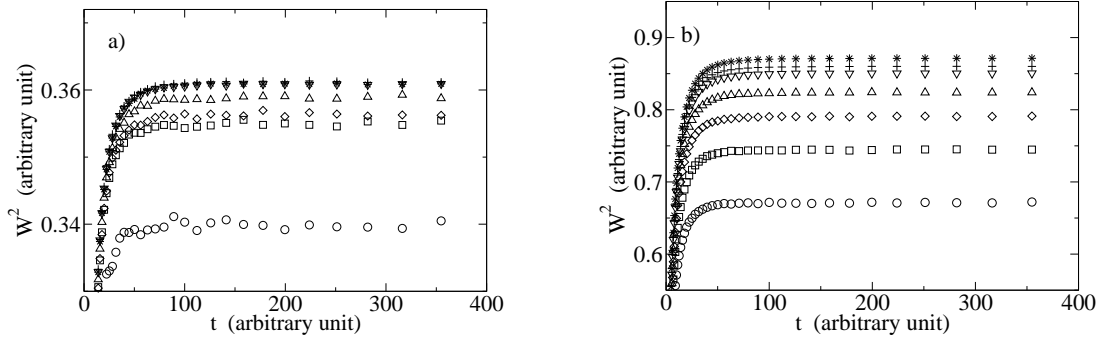 a)
0.36
0.34
W² (arbitrary unit)
0 100 200 300 400
t (arbitrary unit)
b)
0.9
0.8
0.7
0.6
W² (arbitrary unit)
0 100 200 300 400
t (arbitrary unit)